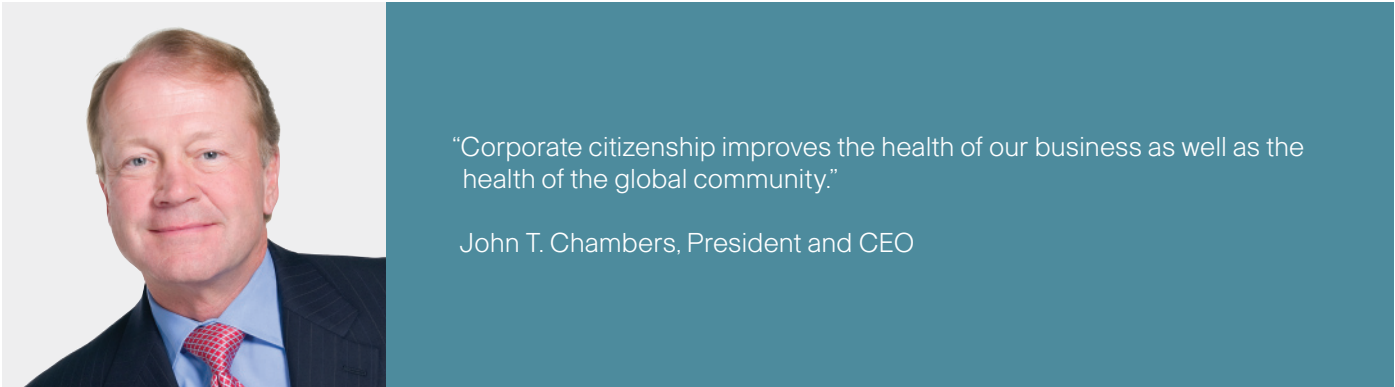 “Corporate citizenship improves the health of our business as well as the
health of the global community.”
John T. Chambers, President and CEO